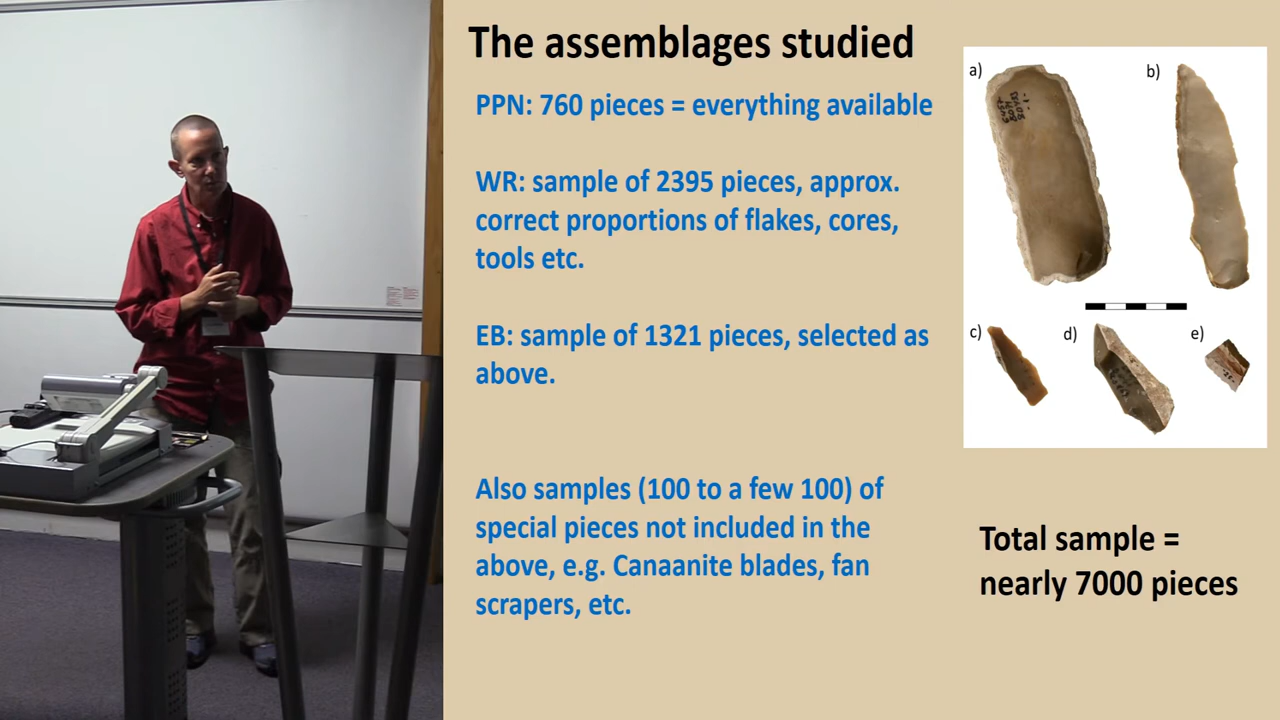 The assemblages studied
PPN: 760 pieces = everything available
WR: sample of 2395 pieces, approx.
correct proportions of flakes, cores,
tools etc.
EB: sample of 1321 pieces, selected as
above.
Also samples (100 to a few 100) of
special pieces not included in the
above, e.g. Canaanite blades, fan
scrapers, etc.
a)
b)
c)
d)
e)
Total sample =
nearly 7000 pieces